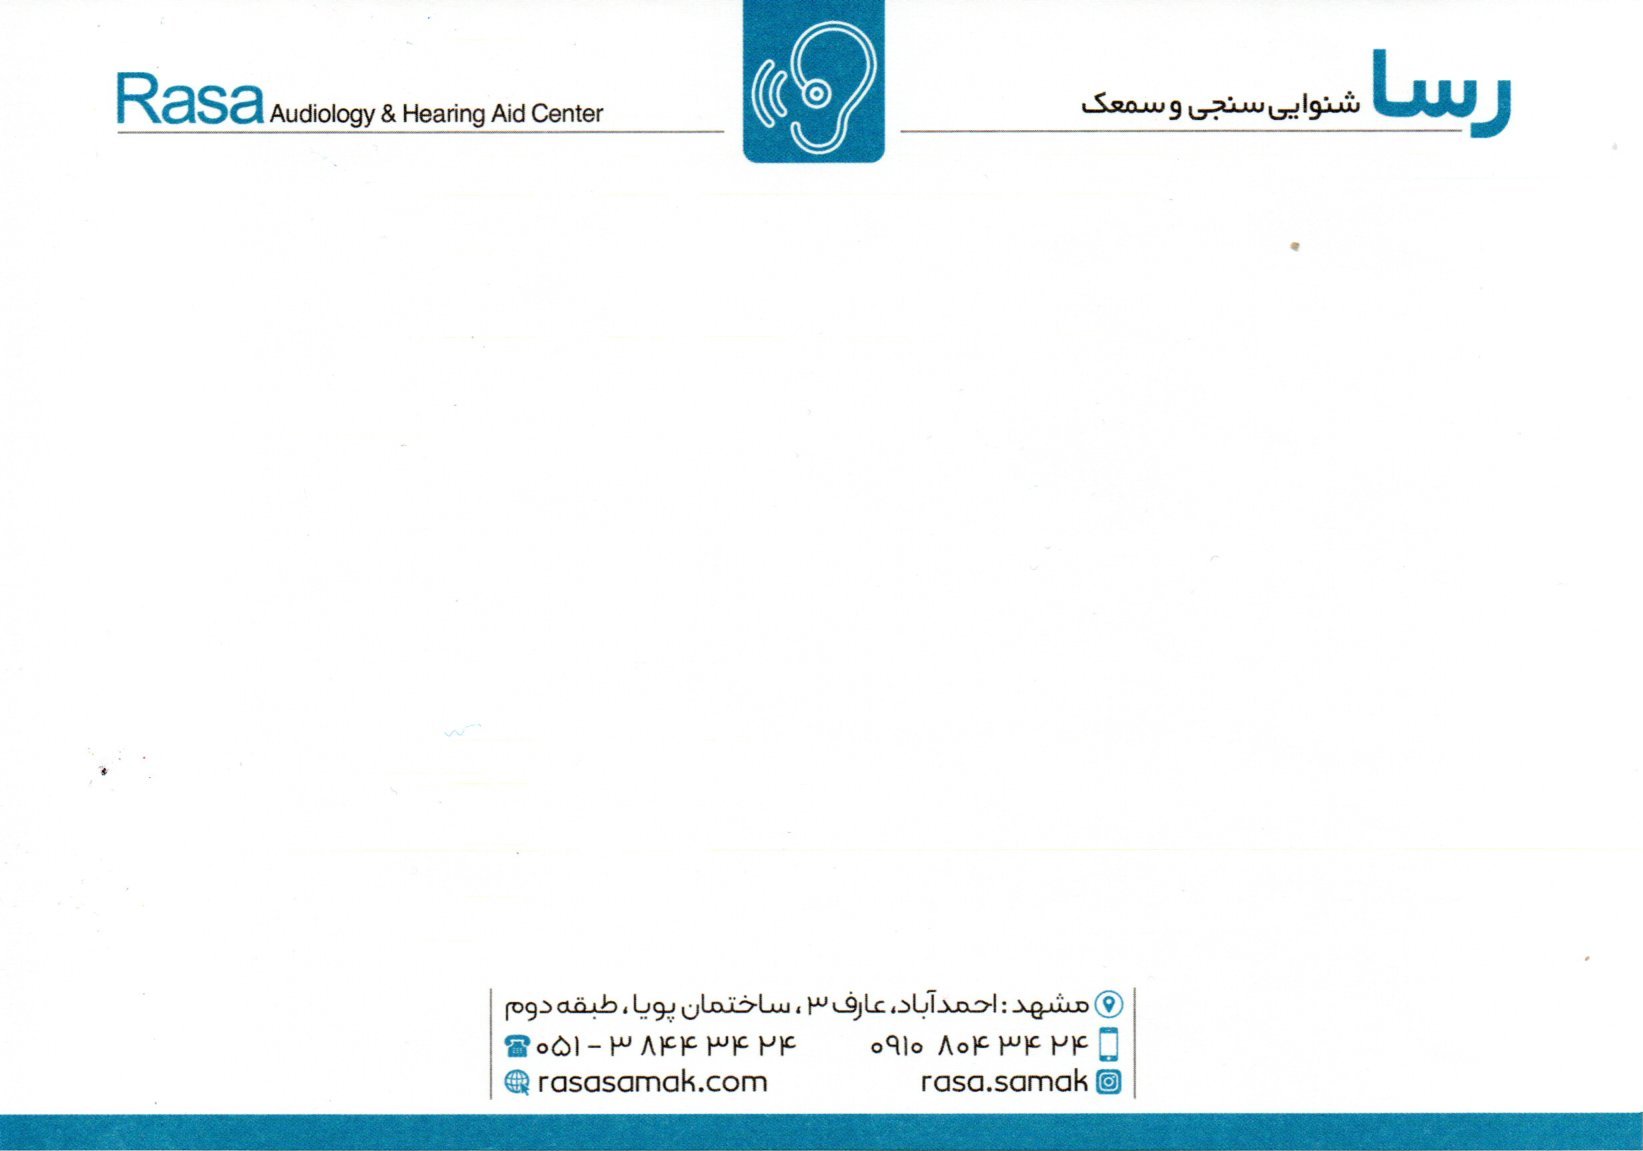 Rasa Audiology & Hearing Aid Center
رسا شنوایی سنجی و سمعک
مشهد: احمدآباد، عارف ۳، ساختمان پویا، طبقه دوم
۰۹۱۰ ۸۰۴ ۳۴ ۲۴
۰۵۱ - ۳ ۸۴۴ ۳۴ ۲۴
rasa.samak
rasasamak.com